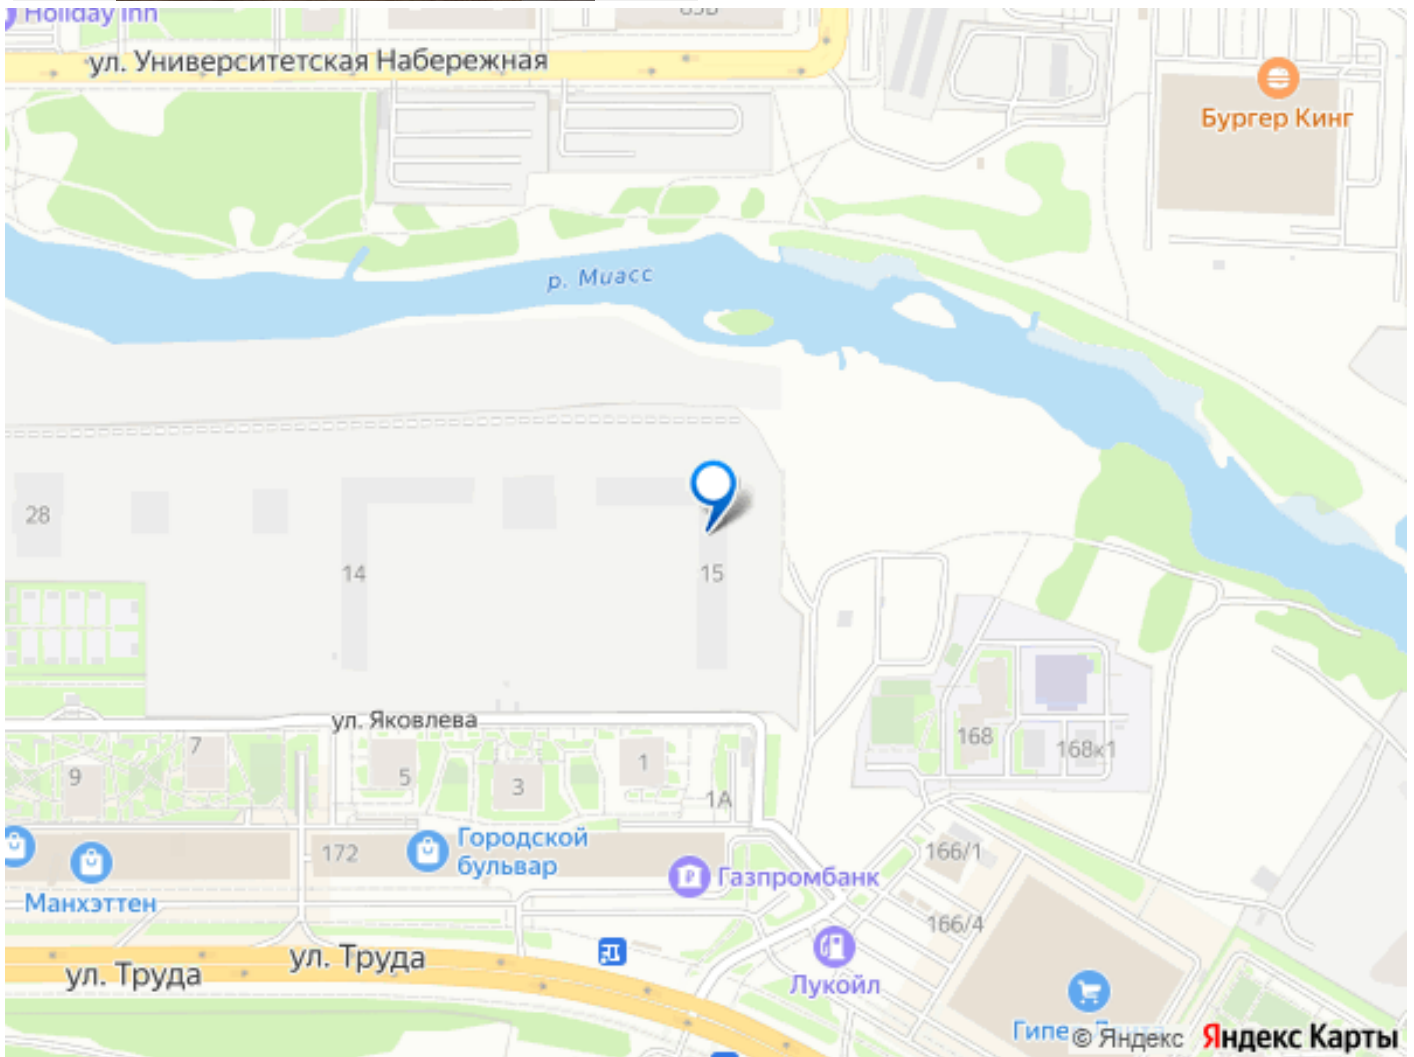 Holiday Inn
85В
ул. Университетская Набережная
Бургер Кинг
р. Миасс
28
14
15
ул. Яковлева
7
9
5
3
1
1А
168
168к1
172
Городской
бульвар
Манхэттен
Газпромбанк
166/1
166/4
ул. Труда
ул. Труда
Лукойл
© Яндекс
Яндекс Карты